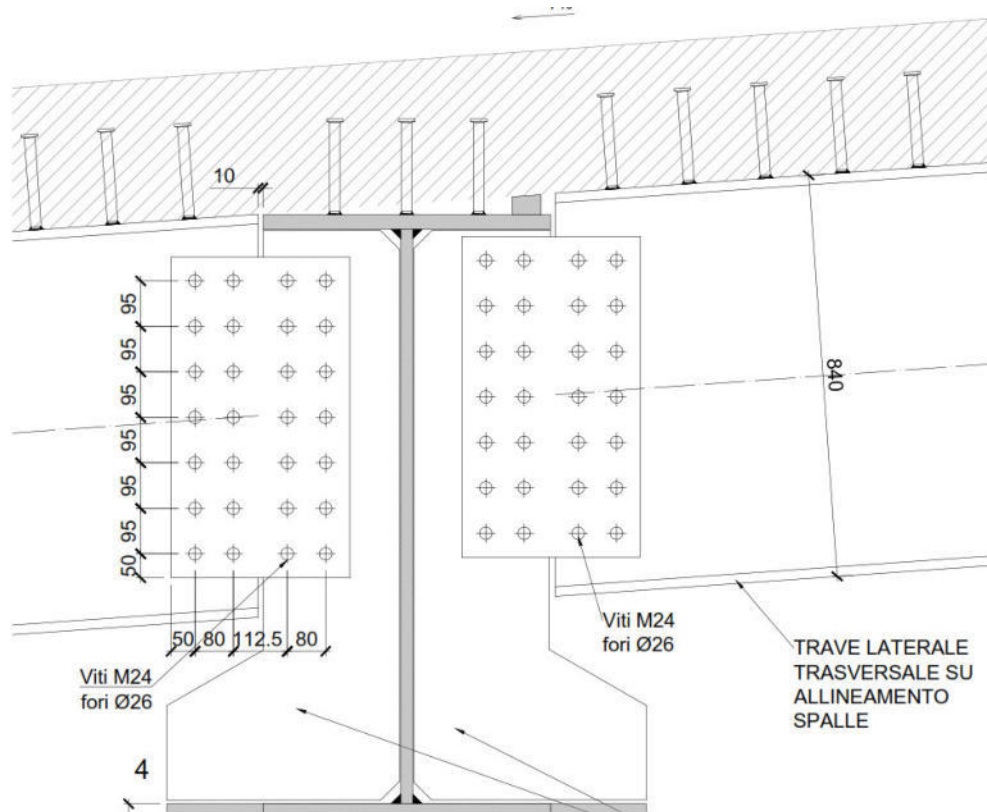 10
95
95
95
95
95
95
50
50 80 112.5 80
Viti M24
fori Ø26
840
Viti M24
fori Ø26
TRAVE LATERALE
TRASVERSALE SU
ALLINEAMENTO
SPALLE
4